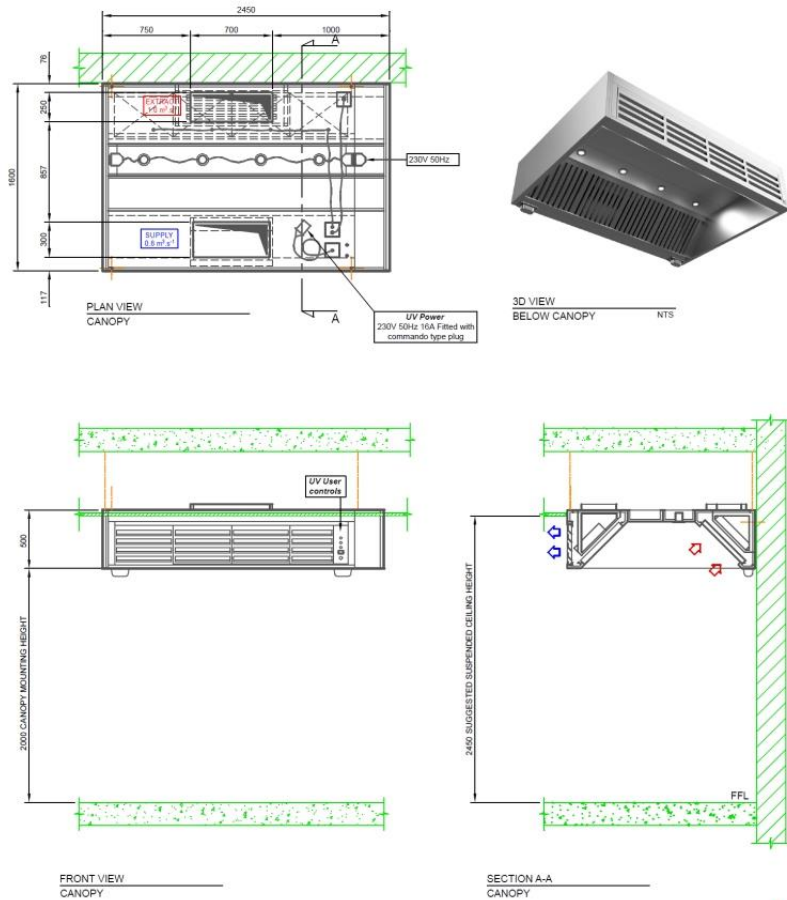 2450
750
700
1000
A
76
250
1600
857
300
117
EXTRACT
SUPPLY
0.6 m³.s⁻¹
230V 50Hz
A
UV Power
230V 50Hz 16A Fitted with
commando type plug
PLAN VIEW
CANOPY
3D VIEW
BELOW CANOPY
NTS
UV User
controls
500
2000 CANOPY MOUNTING HEIGHT
FRONT VIEW
CANOPY
2450 SUGGESTED SUSPENDED CEILING HEIGHT
FFL
SECTION A-A
CANOPY